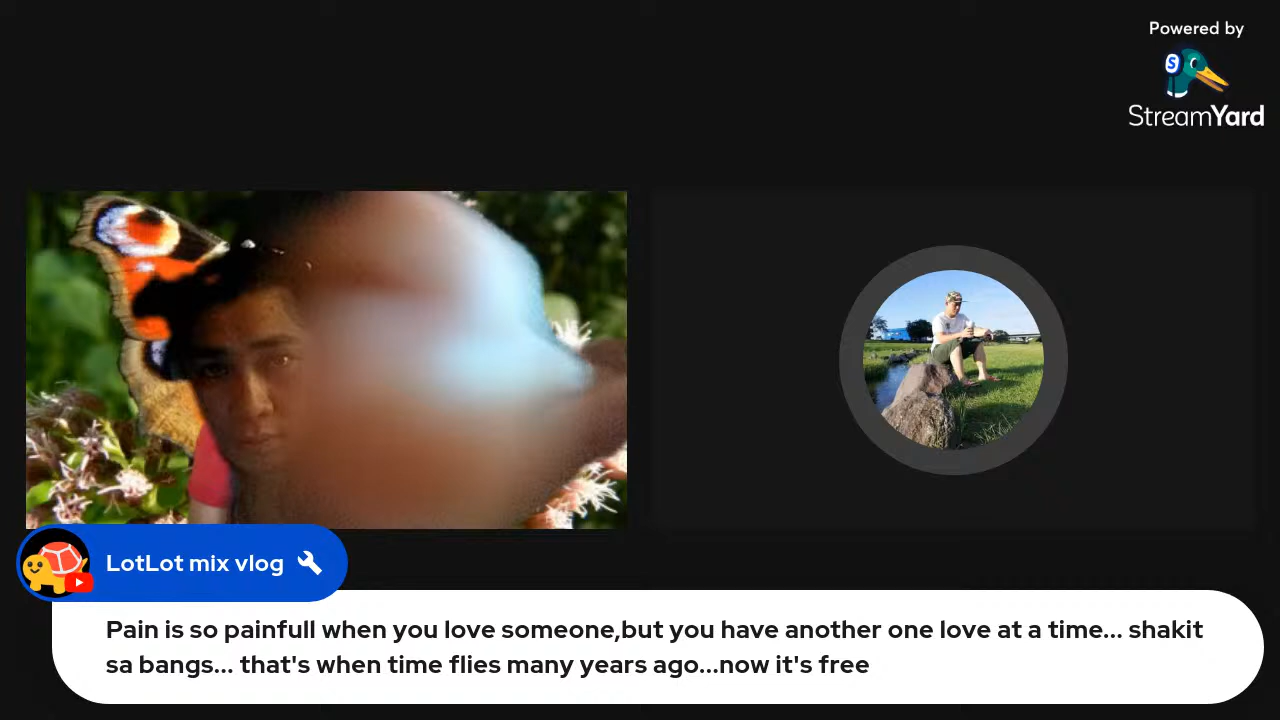 Powered by
S
StreamYard
LotLot mix vlog
Pain is so painfull when you love someone,but you have another one love at a time... shakit
sa bangs... that's when time flies many years ago...now it's free